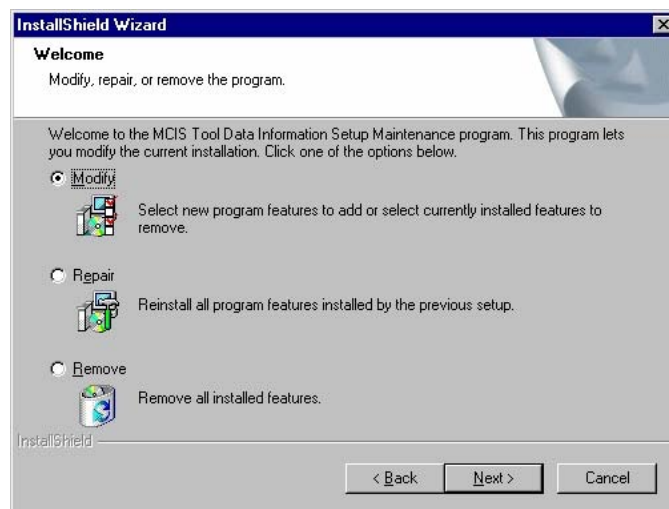 InstallShield Wizard
Welcome
Modify, repair, or remove the program.
Welcome to the MCIS Tool Data Information Setup Maintenance program. This program lets
you modify the current installation. Click one of the options below.
Modify
Select new program features to add or select currently installed features to
remove.
Repair
Reinstall all program features installed by the previous setup.
Remove
Remove all installed features.
InstallShield
< Back
Next >
Cancel